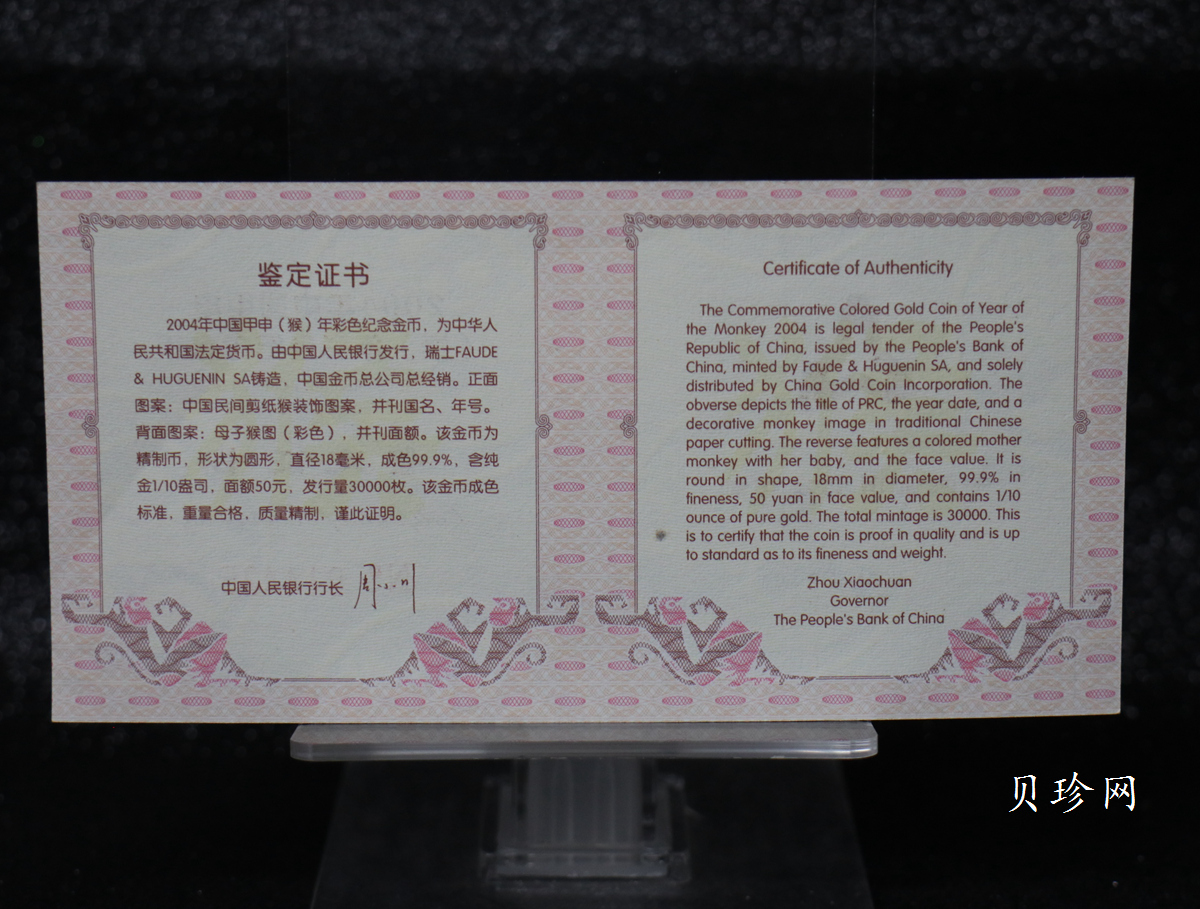 鉴定证书
2004年中国甲申（猴）年彩色纪念金币，为中华人
民共和国法定货币。由中国人民银行发行，瑞士FAUDE
& HUGUENIN SA铸造，中国金币总公司总经销。正面
图案：中国民间剪纸猴装饰图案，并刊国名、年号。
背面图案：母子猴图（彩色），并刊面额。该金币为
精制币，形状为圆形，直径18毫米，成色99.9%，含纯
金1/10盎司，面额50元，发行量30000枚。该金币成色
标准，重量合格，质量精制，谨此证明。
中国人民银行行长 周小川
Certificate of Authenticity
The Commemorative Colored Gold Coin of Year of
the Monkey 2004 is legal tender of the People's
Republic of China, issued by the People's Bank of
China, minted by Faude & Huguenin SA, and solely
distributed by China Gold Coin Incorporation. The
obverse depicts the title of PRC, the year date, and a
decorative monkey image in traditional Chinese
paper cutting. The reverse features a colored mother
monkey with her baby, and the face value. It is
round in shape, 18mm in diameter, 99.9% in
fineness, 50 yuan in face value, and contains 1/10
ounce of pure gold. The total mintage is 30000. This
is to certify that the coin is proof in quality and is up
to standard as to its fineness and weight.
Zhou Xiaochuan
Governor
The People's Bank of China
贝珍网